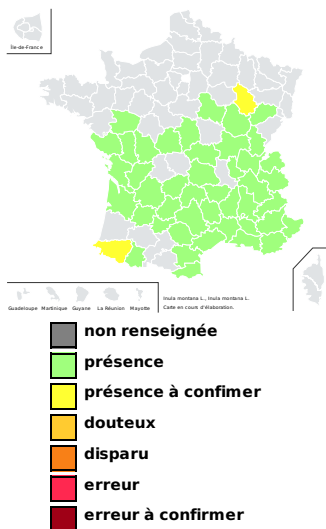 Île-de-France
Guadeloupe Martinique Guyane La Réunion Mayotte
Inula montana L., Inula montana L.
Carte en cours d'élaboration.
non renseignée
présence
présence à confimer
douteux
disparu
erreur
erreur à confirmer